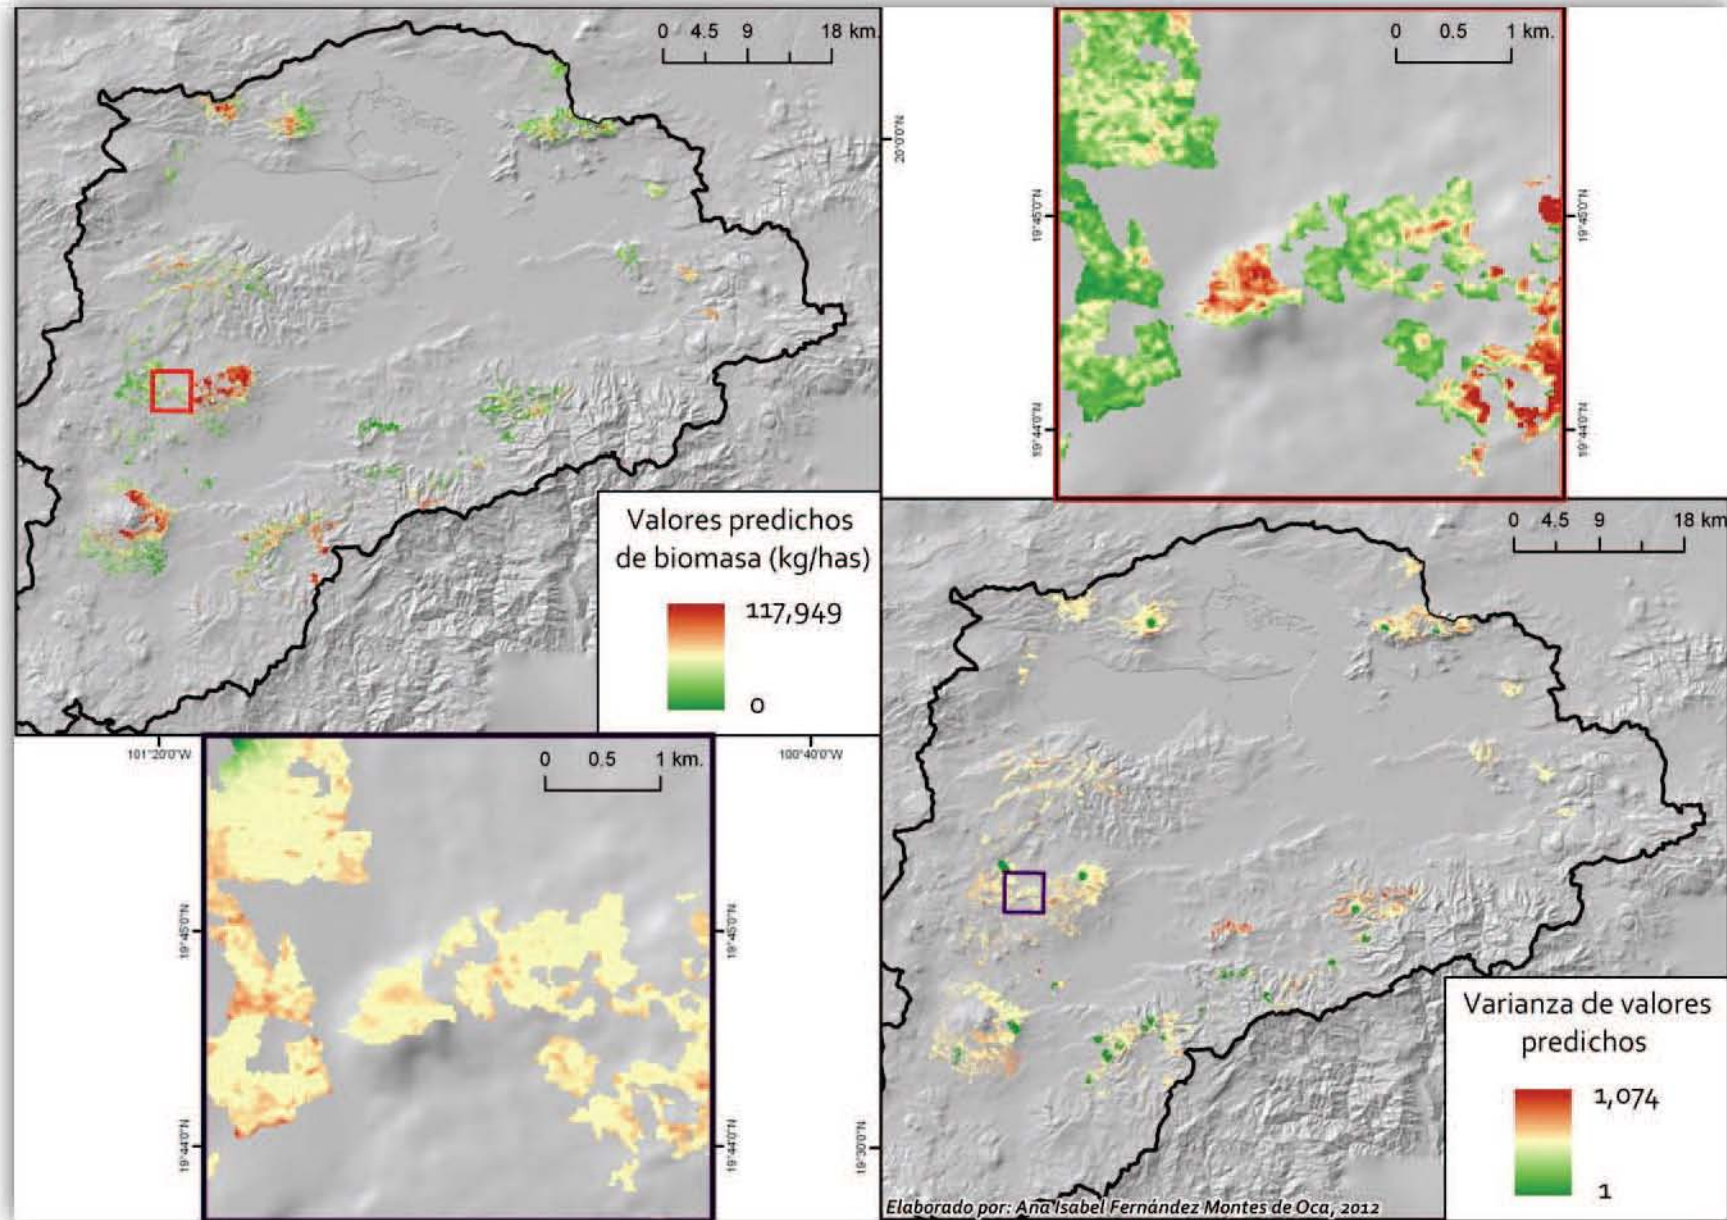 0 4.5 9 18 km.
0 0.5 1 km.
20°0'0"N
19°45'0"N
19°45'0"N
19°44'0"N
19°44'0"N
Valores predichos
de biomasa (kg/has)
117,949
0
0 4.5 9 18 km
101°20'0"W
100°40'0"W
0 0.5 1 km.
19°45'0"N
19°45'0"N
19°44'0"N
19°44'0"N
19°30'0"N
Varianza de valores
predichos
1,074
1
Elaborado por: Ana Isabel Fernández Montes de Oca, 2012